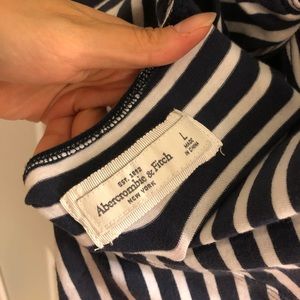 EST. 1892
Abercrombie & Fitch
NEW YORK
L
MADE
IN CHINA